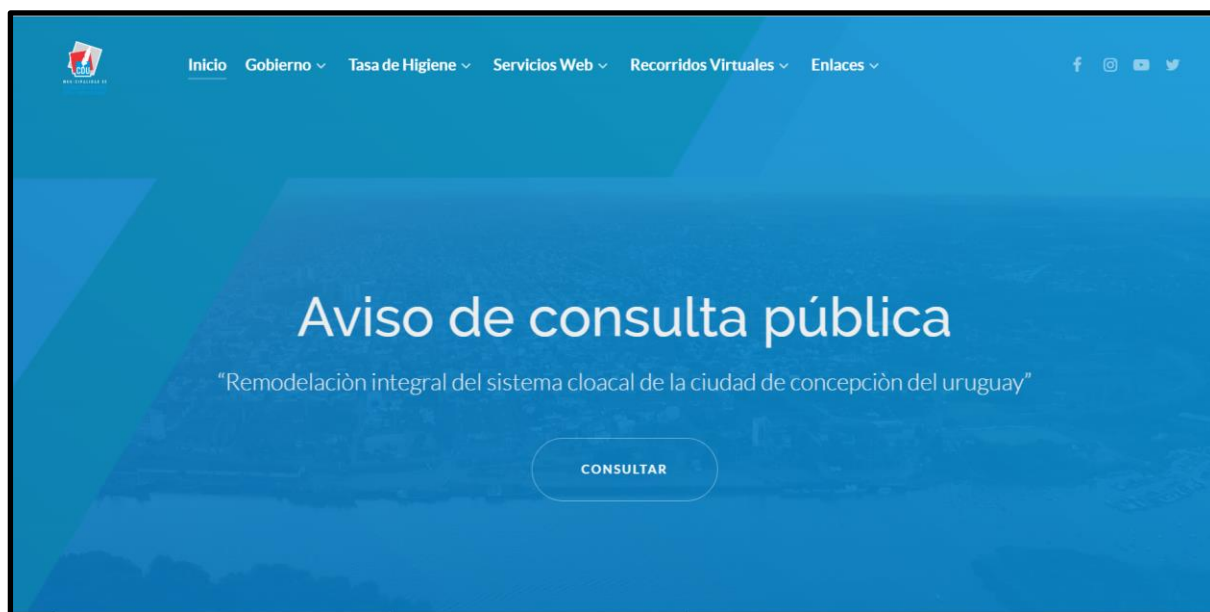 CDU
Inicio Gobierno Tasa de Higiene Servicios Web Recorridos Virtuales Enlaces
Aviso de consulta pública
“Remodelaciòn integral del sistema cloacal de la ciudad de concepciòn del uruguay”
CONSULTAR